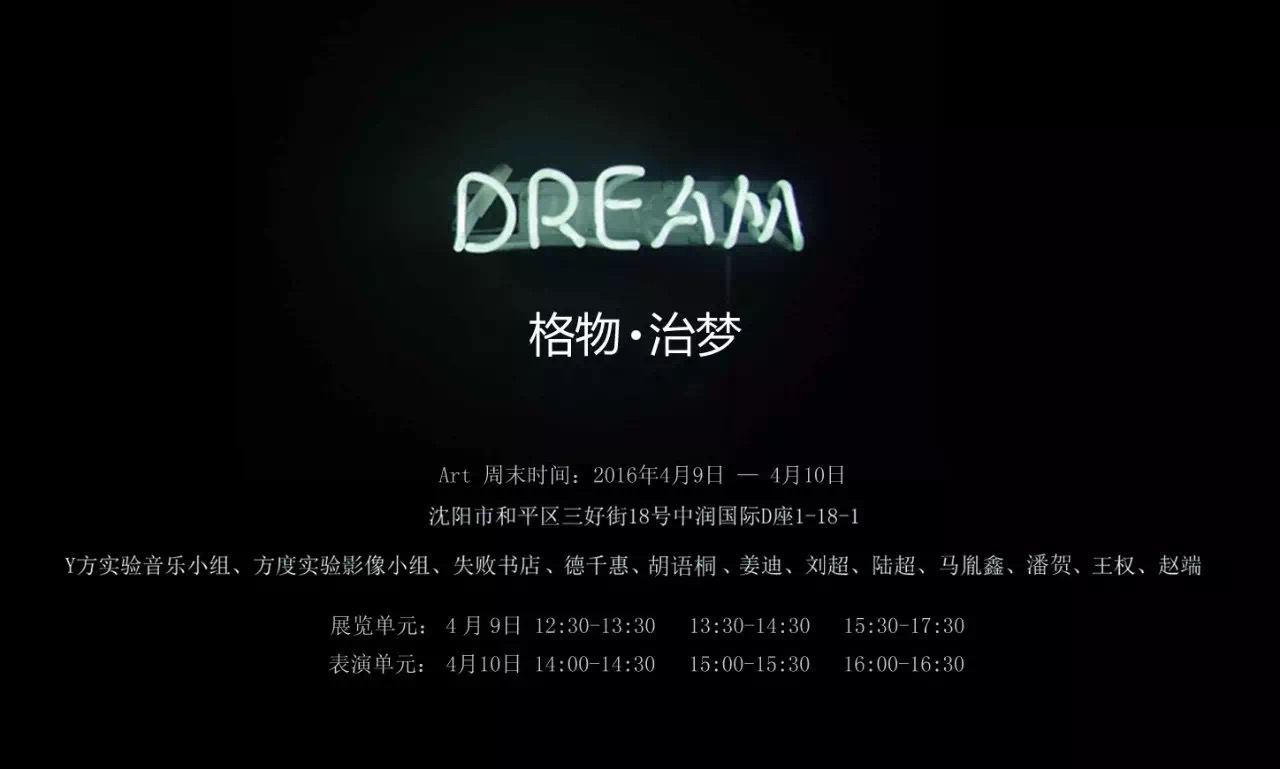 DREAM
格物·治梦
Art 周末时间：2016年4月9日 — 4月10日
沈阳市和平区三好街18号中润国际D座1-18-1
Y方实验音乐小组、方度实验影像小组、失败书店、德千惠、胡语桐、姜迪、刘超、陆超、马胤鑫、潘贺、王权、赵端
展览单元： 4月9日 12:30-13:30 13:30-14:30 15:30-17:30
表演单元： 4月10日 14:00-14:30 15:00-15:30 16:00-16:30